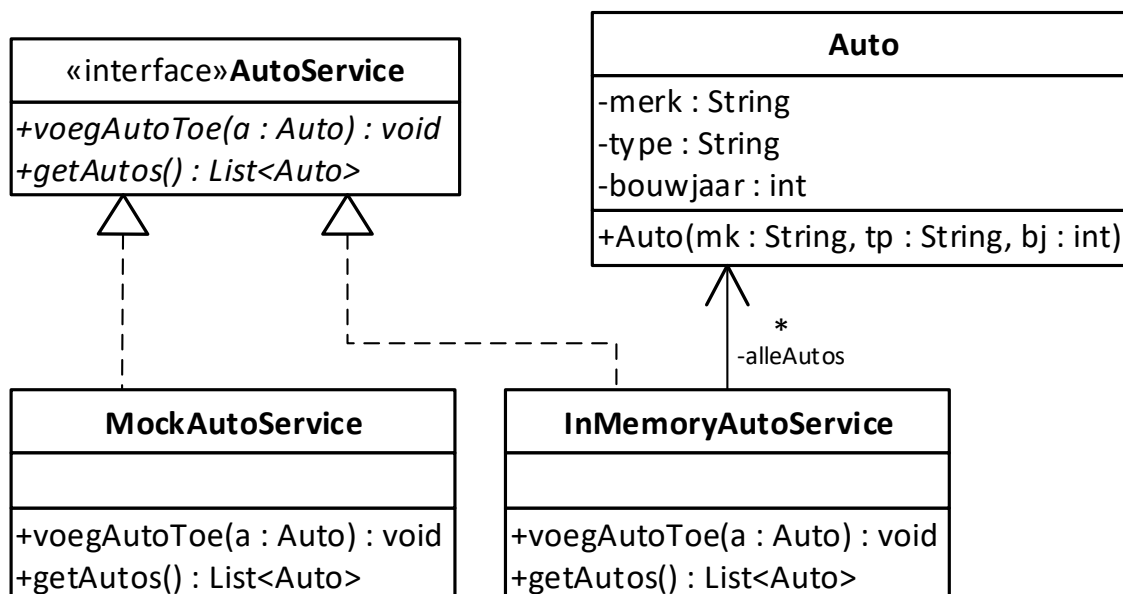 «interface»AutoService
+voegAutoToe(a : Auto) : void
+getAutos() : List<Auto>
Auto
-merk : String
-type : String
-bouwjaar : int
+Auto(mk : String, tp : String, bj : int)
*
-alleAutos
MockAutoService
+voegAutoToe(a : Auto) : void
+getAutos() : List<Auto>
InMemoryAutoService
+voegAutoToe(a : Auto) : void
+getAutos() : List<Auto>